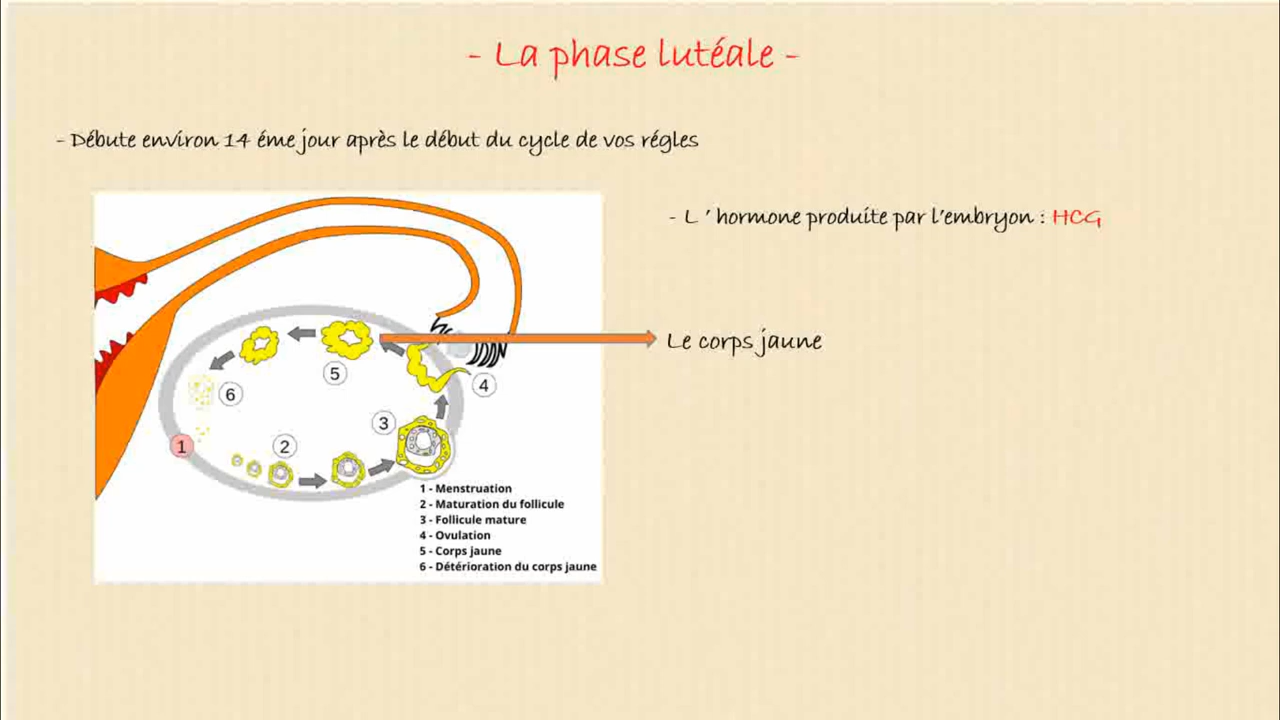 - La phase lutéale -
- Débute environ 14 éme jour après le début du cycle de vos régles
- L ' hormone produite par l'embryon : HCG
Le corps jaune
5
6
4
3
2
1
1 - Menstruation
2 - Maturation du follicule
3 - Follicule mature
4 - Ovulation
5 - Corps jaune
6 - Détérioration du corps jaune